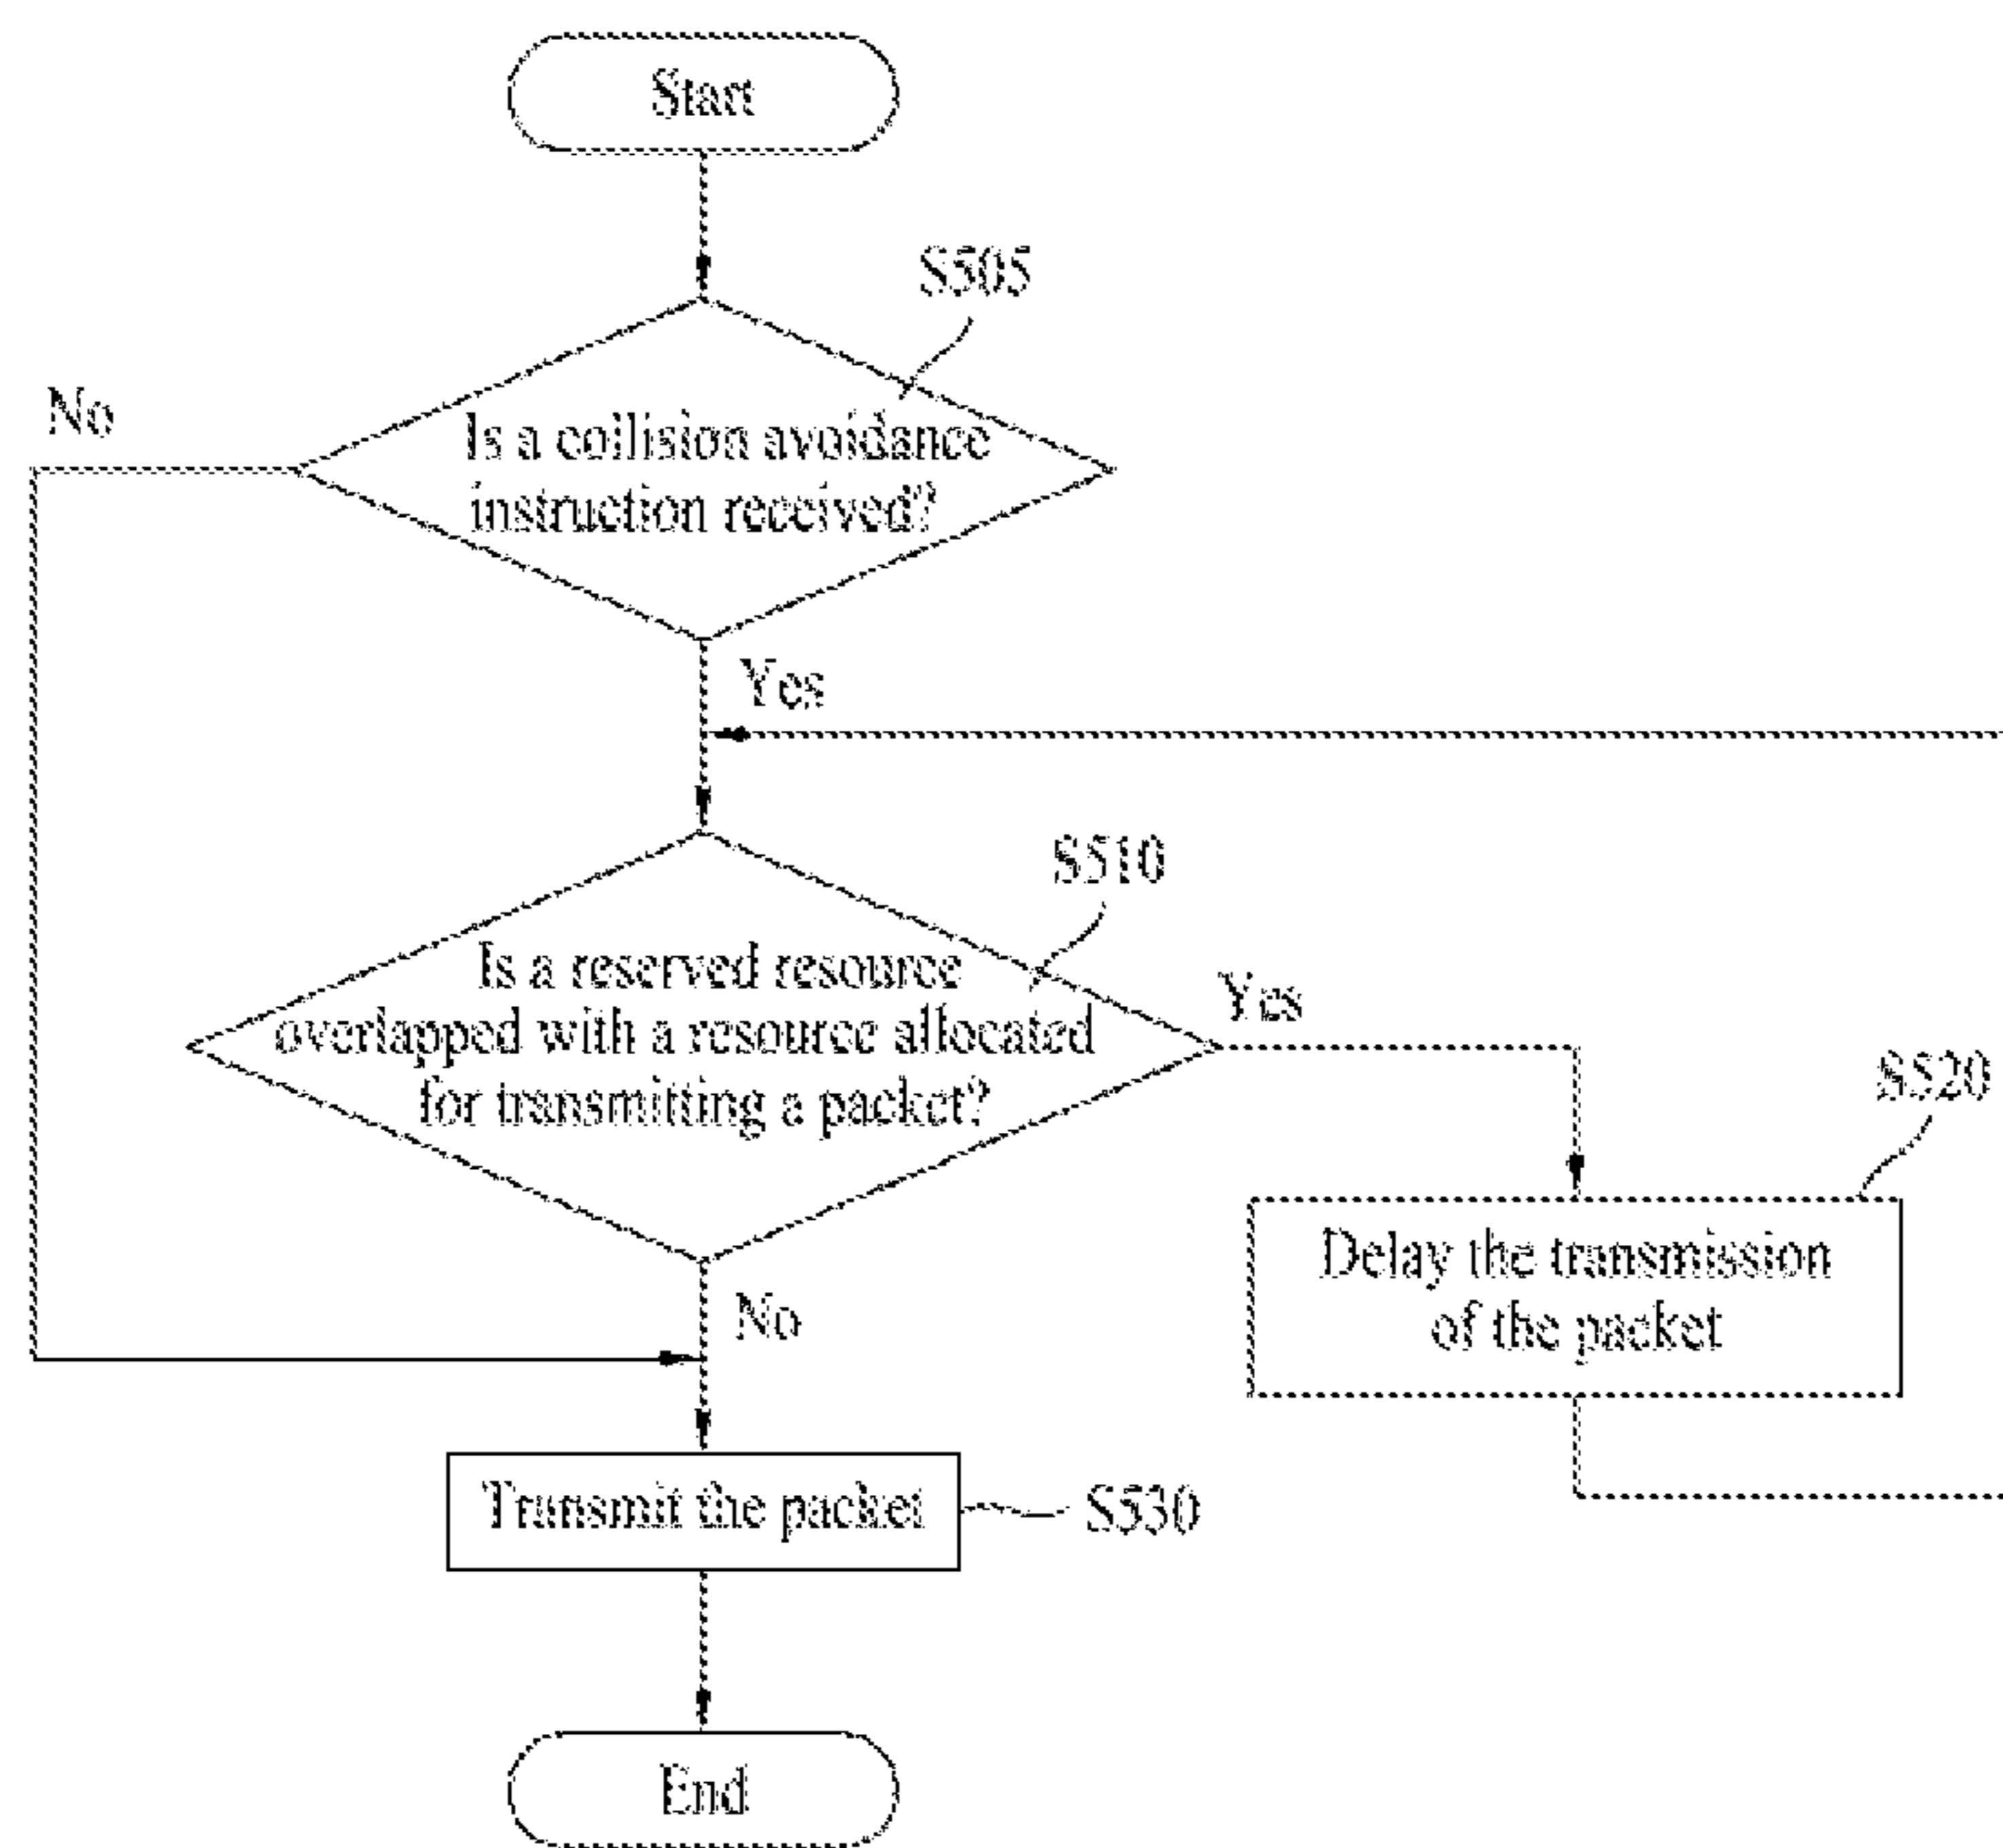 Start
S505
No
Is a collision avoidance
instruction received?
Yes
S510
Is a reserved resource
overlapped with a resource allocated
for transmitting a packet?
Yes
S520
Delay the transmission
of the packet
No
Transmit the packet
S530
End